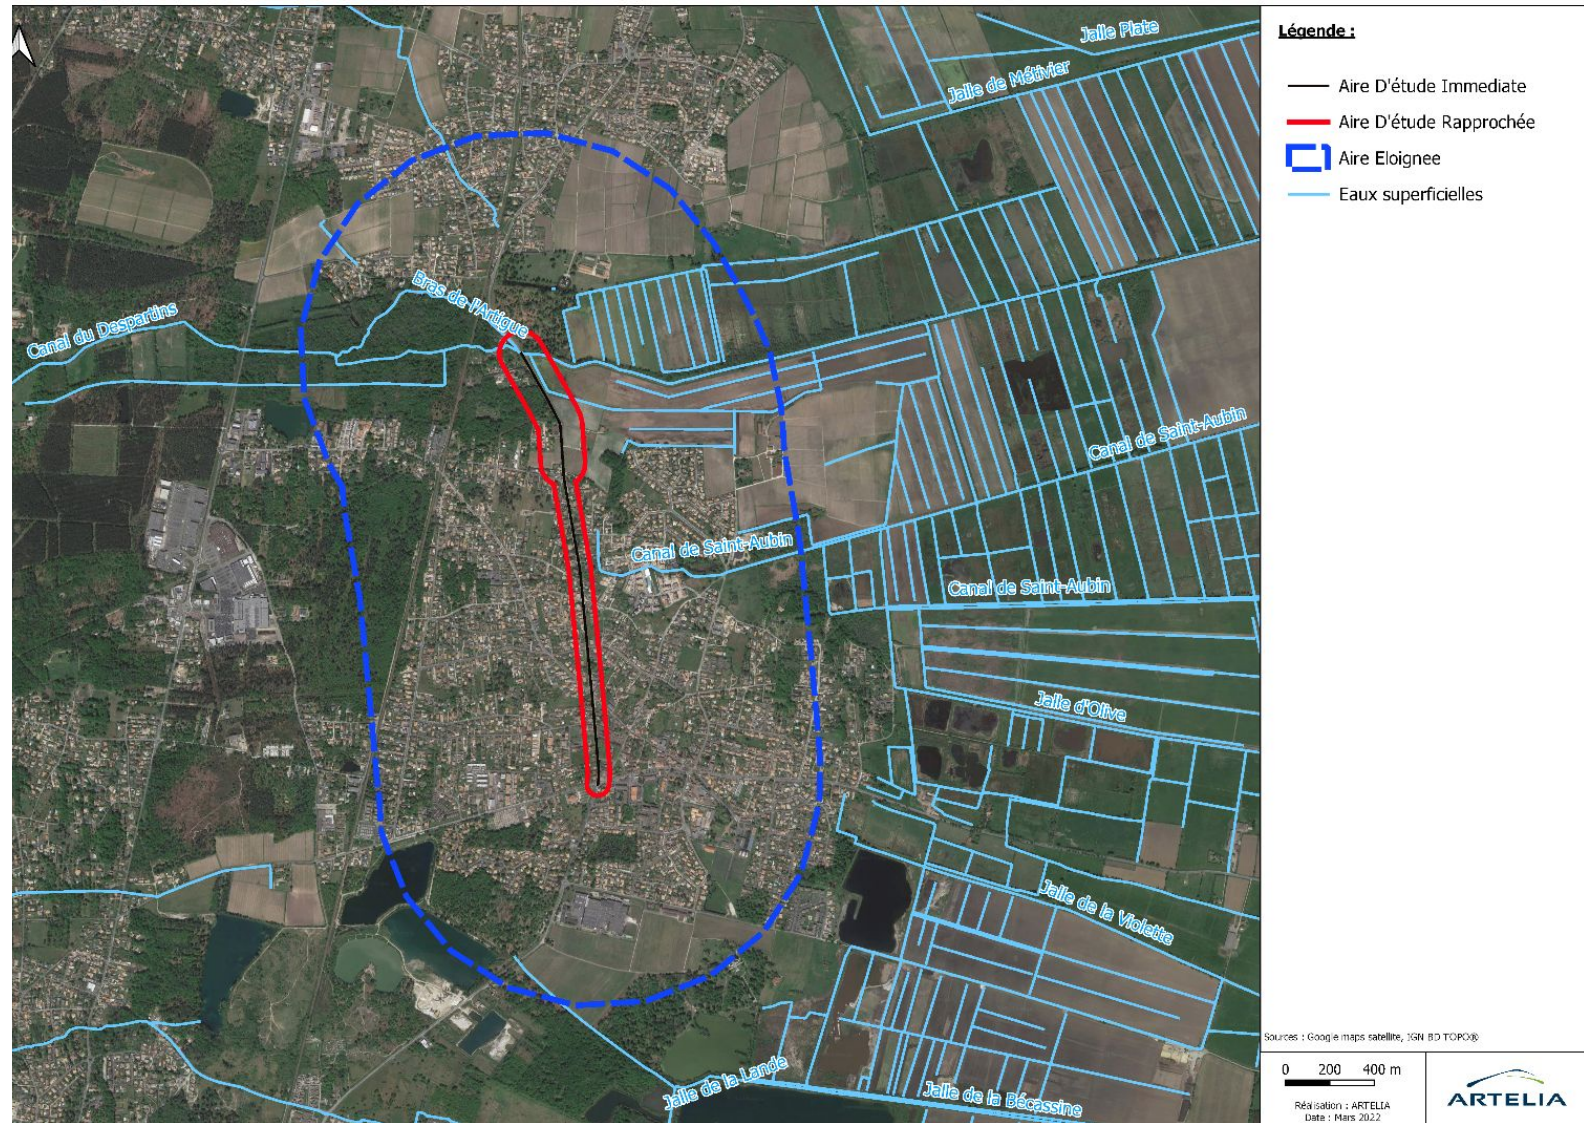 Jalle Plate
Jalle de Métivier
Bras de l'Artigue
Canal du Despartins
Canal de Saint-Aubin
Canal de Saint-Aubin
Canal de Saint-Aubin
Jalle d'Olive
Jalle de la Violette
Jalle de la Lande
Jalle de la Bécassine
Légende :
Aire D'étude Immediate
Aire D'étude Rapprochée
Aire Eloignee
Eaux superficielles
Sources : Google maps satellite, IGN BD TOPO®
0 200 400 m
Réalisation : ARTELIA
Date : Mars 2022
ARTELIA